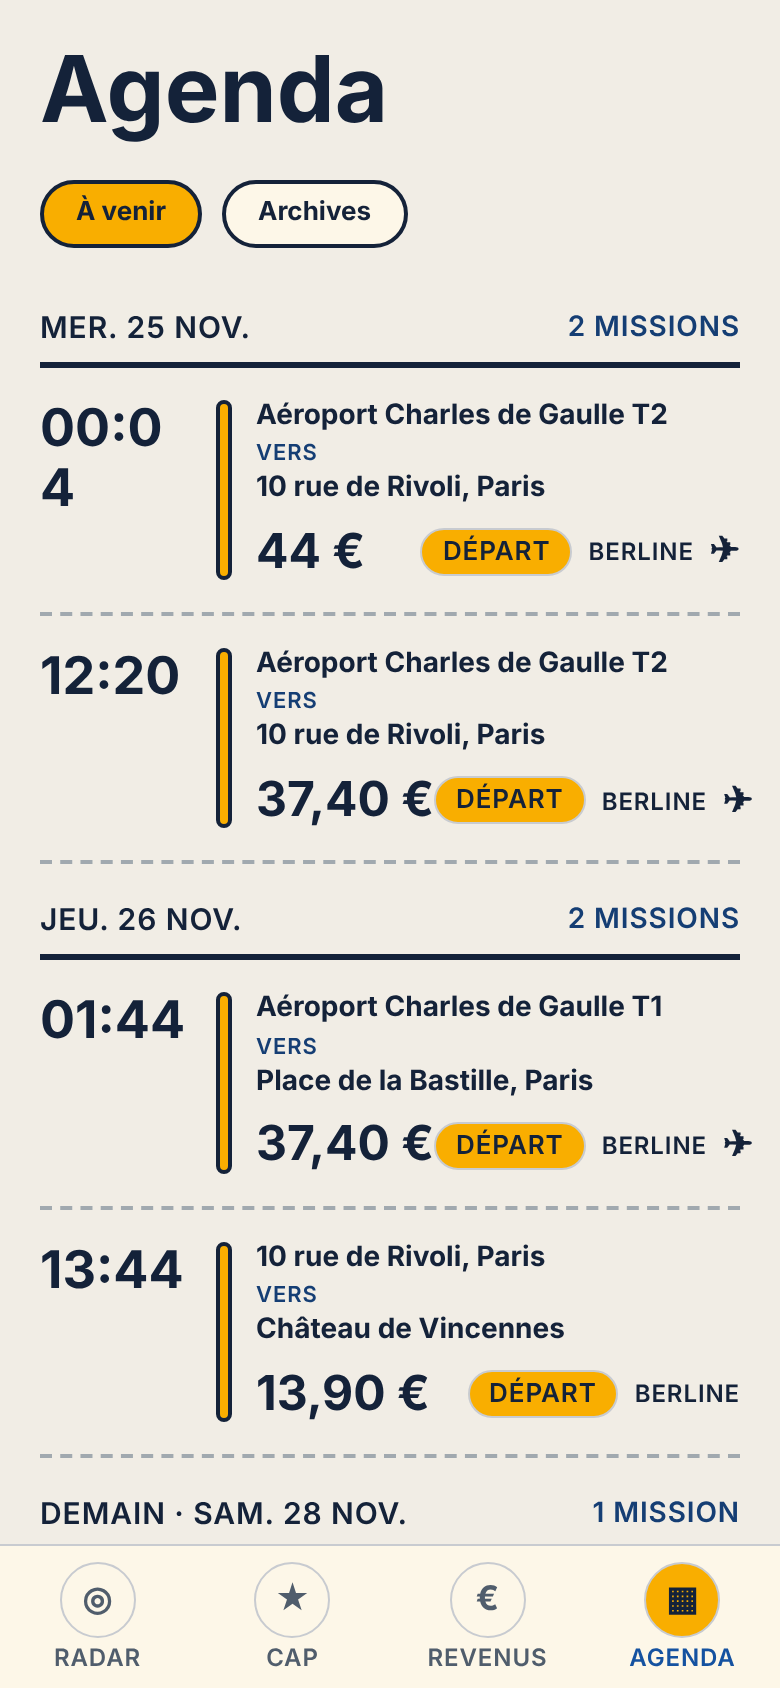 Agenda
À venir
Archives
MER. 25 NOV.
2 MISSIONS
00:0
4
Aéroport Charles de Gaulle T2
VERS
10 rue de Rivoli, Paris
44 €
DÉPART
BERLINE ✈
12:20
Aéroport Charles de Gaulle T2
VERS
10 rue de Rivoli, Paris
37,40 €
DÉPART
BERLINE ✈
JEU. 26 NOV.
2 MISSIONS
01:44
Aéroport Charles de Gaulle T1
VERS
Place de la Bastille, Paris
37,40 €
DÉPART
BERLINE ✈
13:44
10 rue de Rivoli, Paris
VERS
Château de Vincennes
13,90 €
DÉPART
BERLINE
DEMAIN · SAM. 28 NOV.
1 MISSION
◎
RADAR
★
CAP
€
REVENUS
▦
AGENDA